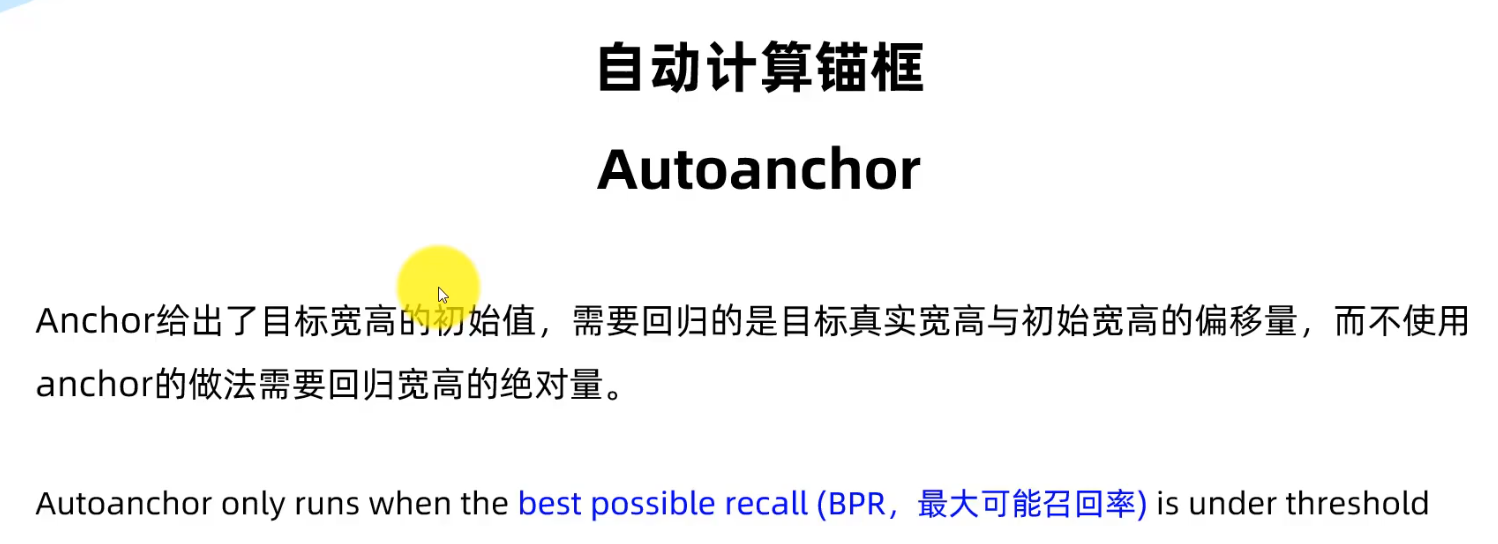 自动计算锚框
Autoanchor
Anchor给出了目标宽高的初始值，需要回归的是目标真实宽高与初始宽高的偏移量，而不使用
anchor的做法需要回归宽高的绝对量。
Autoanchor only runs when the best possible recall (BPR，最大可能召回率) is under threshold